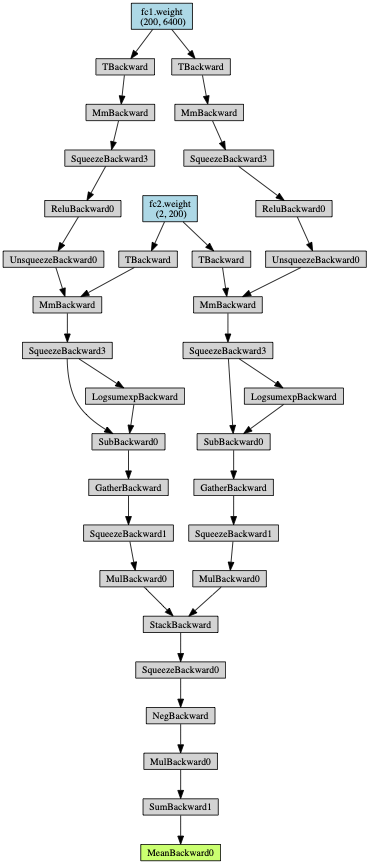 fc1.weight
(200, 6400)
TBackward
TBackward
MmBackward
MmBackward
SqueezeBackward3
SqueezeBackward3
ReluBackward0
fc2.weight
(2, 200)
ReluBackward0
UnsqueezeBackward0
TBackward
TBackward
UnsqueezeBackward0
MmBackward
MmBackward
SqueezeBackward3
SqueezeBackward3
LogsumexpBackward
LogsumexpBackward
SubBackward0
SubBackward0
GatherBackward
GatherBackward
SqueezeBackward1
SqueezeBackward1
MulBackward0
MulBackward0
StackBackward
SqueezeBackward0
NegBackward
MulBackward0
SumBackward1
MeanBackward0